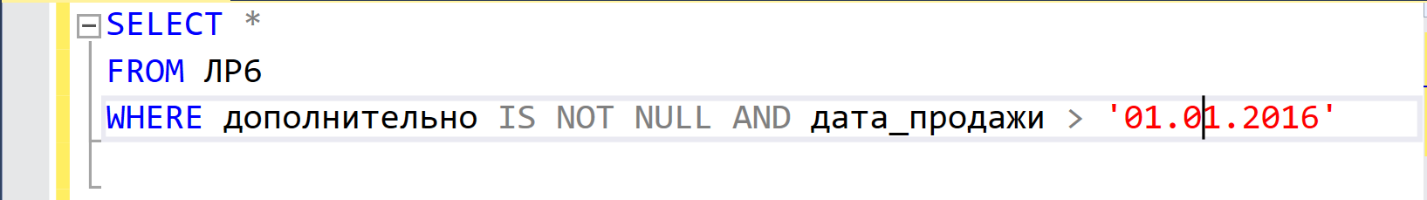 SELECT *
FROM ЛР6
WHERE дополнительно IS NOT NULL AND дата_продажи > '01.01.2016'